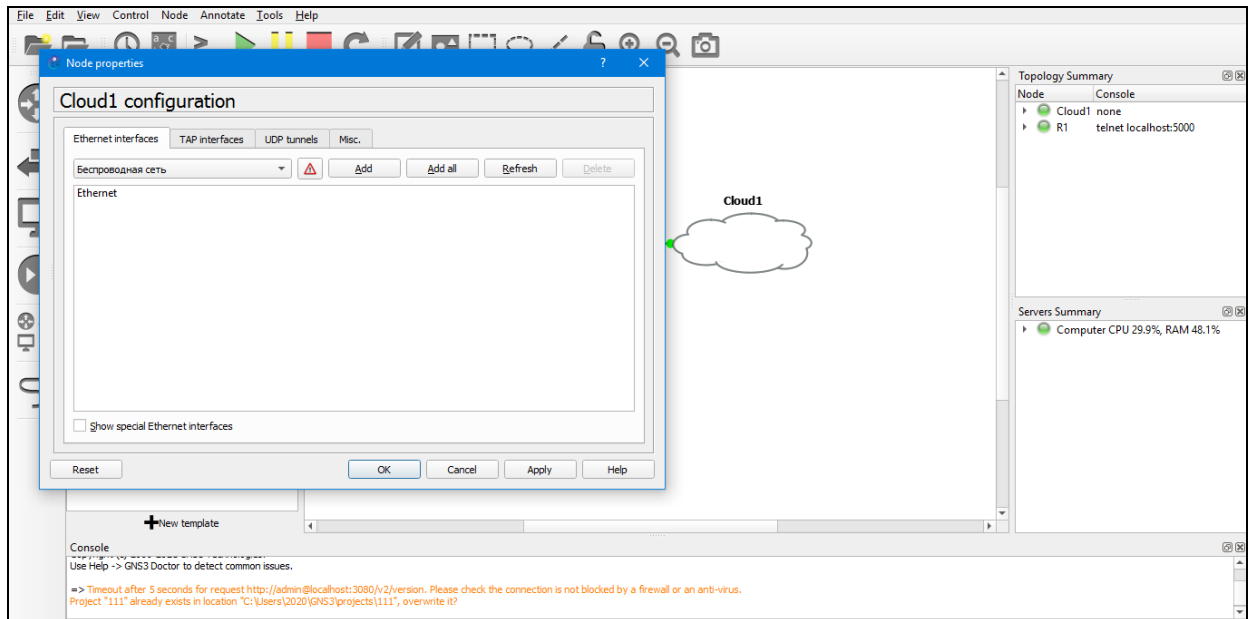 File Edit View Control Node Annotate Tools Help
Node properties ? ×
Cloud1 configuration
Ethernet interfaces TAP interfaces UDP tunnels Misc.
Беспроводная сеть Add Add all Refresh Delete
Ethernet
Show special Ethernet interfaces
Reset OK Cancel Apply Help
Cloud1
Topology Summary
Node Console
Cloud1 none
R1 telnet localhost:5000
Servers Summary
Computer CPU 29.9%, RAM 48.1%
New template
Console
Use Help -> GNS3 Doctor to detect common issues.
=> Timeout after 5 seconds for request http://admin@localhost:3080/v2/version. Please check the connection is not blocked by a firewall or an anti-virus.
Project "111" already exists in location "C:\Users\2020\GNS3\projects\111", overwrite it?